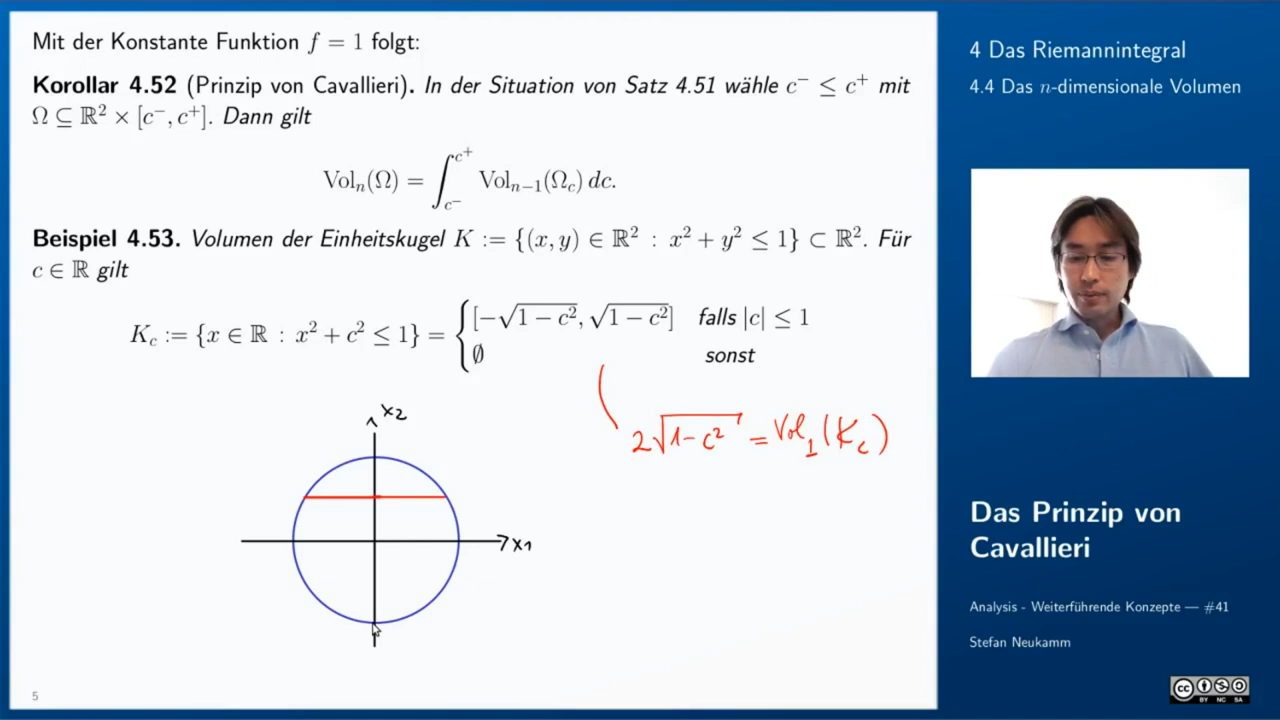 Mit der Konstante Funktion f = 1 folgt:
Korollar 4.52 (Prinzip von Cavallieri). In der Situation von Satz 4.51 wähle c⁻ ≤ c⁺ mit
Ω ⊆ ℝ² × [c⁻, c⁺]. Dann gilt
Volₙ(Ω) = ∫_{c⁻}^{c⁺} Volₙ₋₁(Ω_c) dc.
Beispiel 4.53. Volumen der Einheitskugel K := {(x, y) ∈ ℝ² : x² + y² ≤ 1} ⊂ ℝ². Für
c ∈ ℝ gilt
K_c := {x ∈ ℝ : x² + c² ≤ 1} = { [−√(1 − c²), √(1 − c²)] falls |c| ≤ 1
∅ sonst
2√(1−c²) = Vol₁(K_c)
x2
x1
5
4 Das Riemannintegral
4.4 Das n-dimensionale Volumen
Das Prinzip von
Cavallieri
Analysis - Weiterführende Konzepte — #41
Stefan Neukamm
cc
BY NC SA